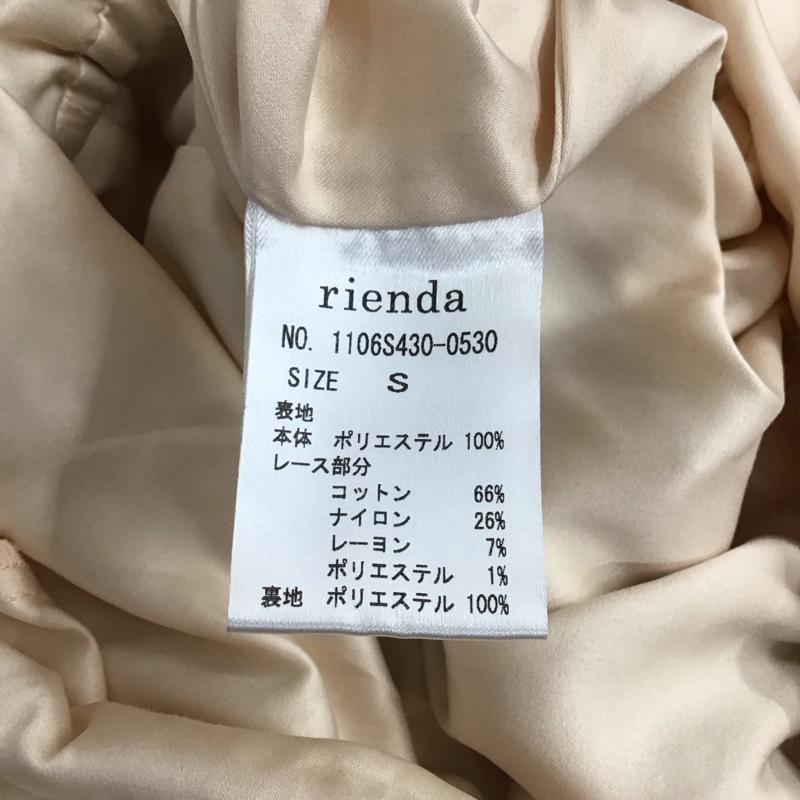 rienda
NO. 1106S430-0530
SIZE S
表地
本体 ポリエステル 100%
レース部分
コットン 66%
ナイロン 26%
レーヨン 7%
ポリエステル 1%
裏地 ポリエステル 100%